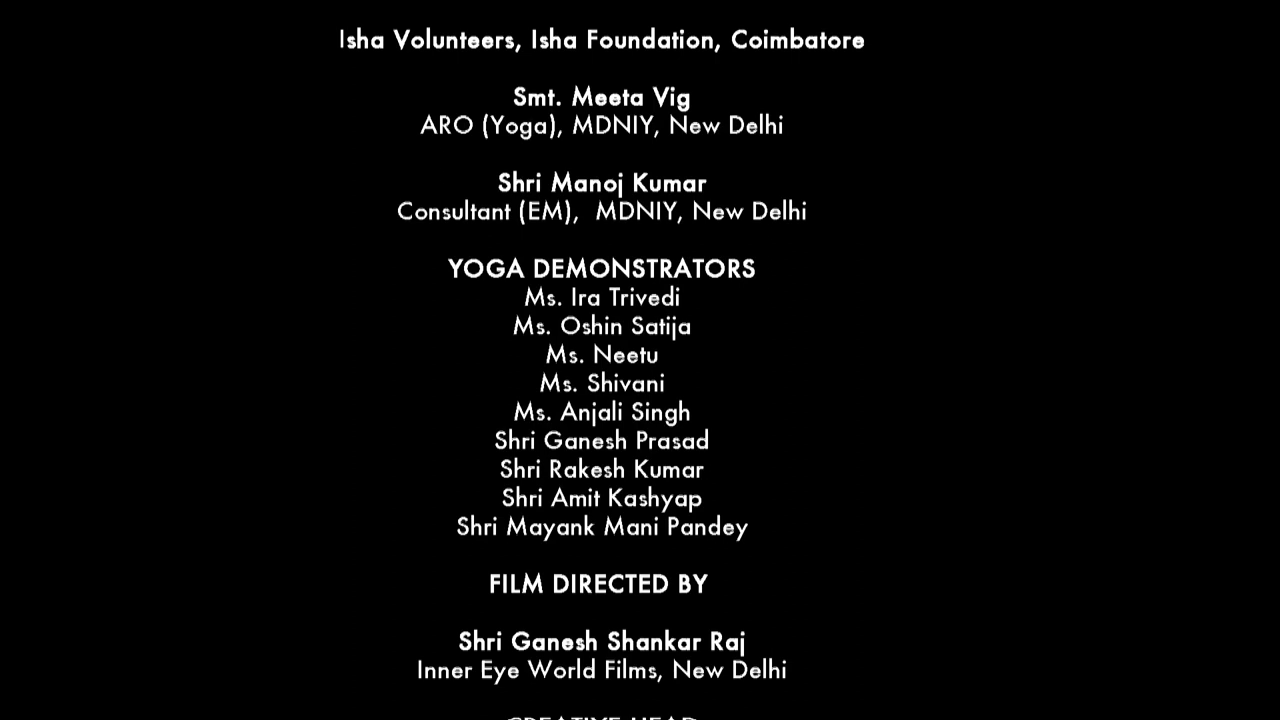 Isha Volunteers, Isha Foundation, Coimbatore
Smt. Meeta Vig
ARO (Yoga), MDNIY, New Delhi
Shri Manoj Kumar
Consultant (EM), MDNIY, New Delhi
YOGA DEMONSTRATORS
Ms. Ira Trivedi
Ms. Oshin Satija
Ms. Neetu
Ms. Shivani
Ms. Anjali Singh
Shri Ganesh Prasad
Shri Rakesh Kumar
Shri Amit Kashyap
Shri Mayank Mani Pandey
FILM DIRECTED BY
Shri Ganesh Shankar Raj
Inner Eye World Films, New Delhi
CREATIVE HEAD